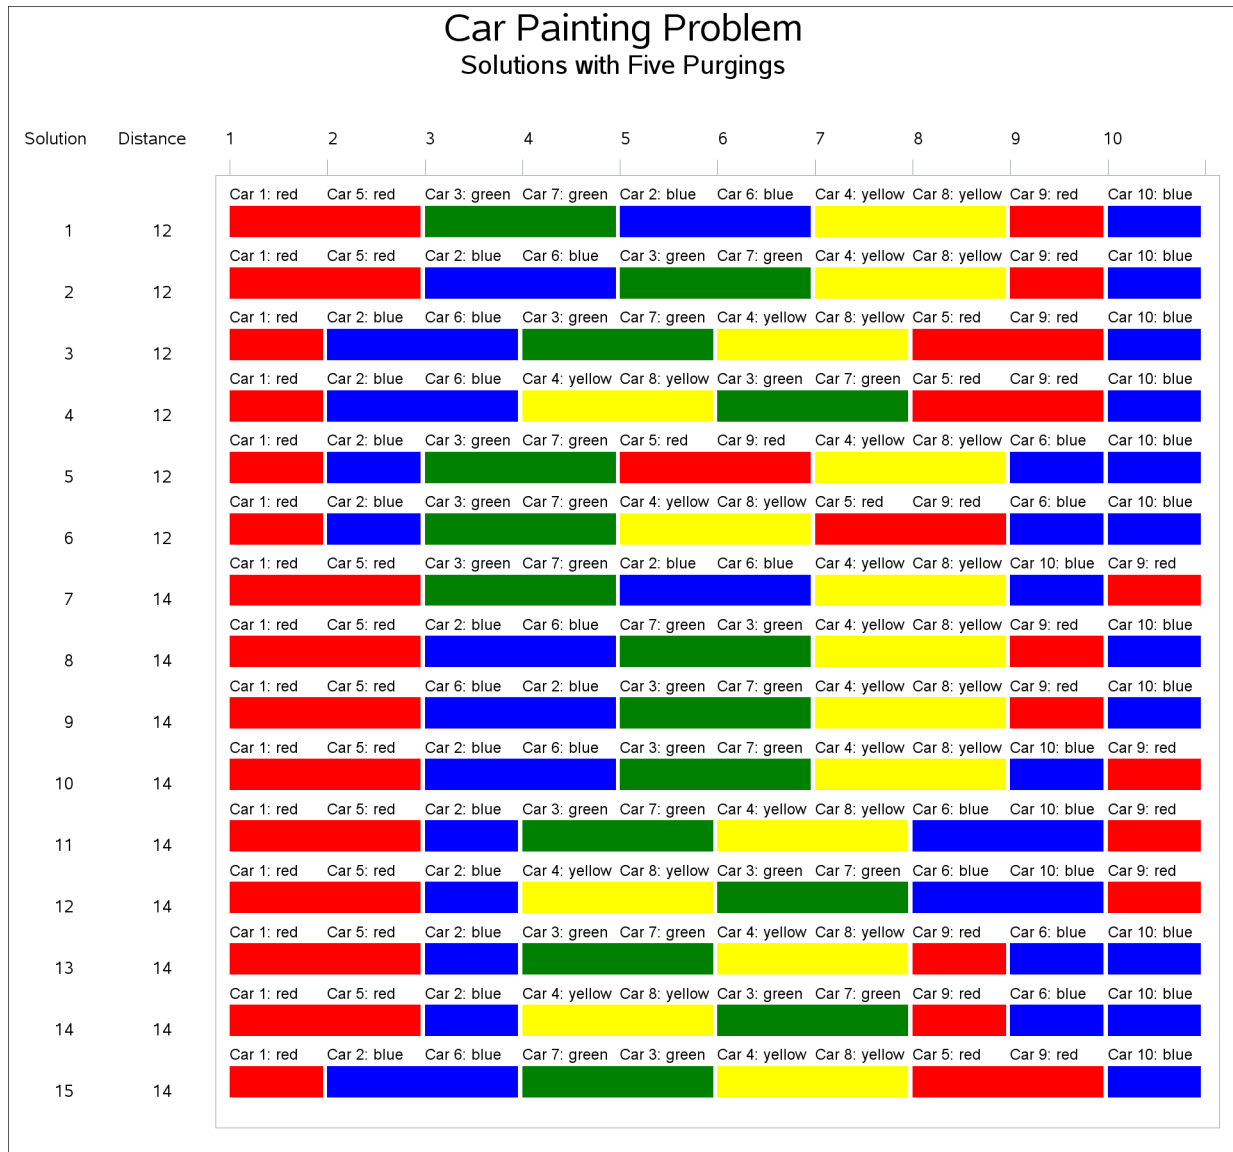 Car Painting Problem
Solutions with Five Purgings
Solution Distance 1 2 3 4 5 6 7 8 9 10
Car 1: red Car 5: red Car 3: green Car 7: green Car 2: blue Car 6: blue Car 4: yellow Car 8: yellow Car 9: red Car 10: blue
1 12
Car 1: red Car 5: red Car 2: blue Car 6: blue Car 3: green Car 7: green Car 4: yellow Car 8: yellow Car 9: red Car 10: blue
2 12
Car 1: red Car 2: blue Car 6: blue Car 3: green Car 7: green Car 4: yellow Car 8: yellow Car 5: red Car 9: red Car 10: blue
3 12
Car 1: red Car 2: blue Car 6: blue Car 4: yellow Car 8: yellow Car 3: green Car 7: green Car 5: red Car 9: red Car 10: blue
4 12
Car 1: red Car 2: blue Car 3: green Car 7: green Car 5: red Car 9: red Car 4: yellow Car 8: yellow Car 6: blue Car 10: blue
5 12
Car 1: red Car 2: blue Car 3: green Car 7: green Car 4: yellow Car 8: yellow Car 5: red Car 9: red Car 6: blue Car 10: blue
6 12
Car 1: red Car 5: red Car 3: green Car 7: green Car 2: blue Car 6: blue Car 4: yellow Car 8: yellow Car 10: blue Car 9: red
7 14
Car 1: red Car 5: red Car 2: blue Car 6: blue Car 7: green Car 3: green Car 4: yellow Car 8: yellow Car 9: red Car 10: blue
8 14
Car 1: red Car 5: red Car 6: blue Car 2: blue Car 3: green Car 7: green Car 4: yellow Car 8: yellow Car 9: red Car 10: blue
9 14
Car 1: red Car 5: red Car 2: blue Car 6: blue Car 3: green Car 7: green Car 4: yellow Car 8: yellow Car 10: blue Car 9: red
10 14
Car 1: red Car 5: red Car 2: blue Car 3: green Car 7: green Car 4: yellow Car 8: yellow Car 6: blue Car 10: blue Car 9: red
11 14
Car 1: red Car 5: red Car 2: blue Car 4: yellow Car 8: yellow Car 3: green Car 7: green Car 6: blue Car 10: blue Car 9: red
12 14
Car 1: red Car 5: red Car 2: blue Car 3: green Car 7: green Car 4: yellow Car 8: yellow Car 9: red Car 6: blue Car 10: blue
13 14
Car 1: red Car 5: red Car 2: blue Car 4: yellow Car 8: yellow Car 3: green Car 7: green Car 9: red Car 6: blue Car 10: blue
14 14
Car 1: red Car 2: blue Car 6: blue Car 7: green Car 3: green Car 4: yellow Car 8: yellow Car 5: red Car 9: red Car 10: blue
15 14